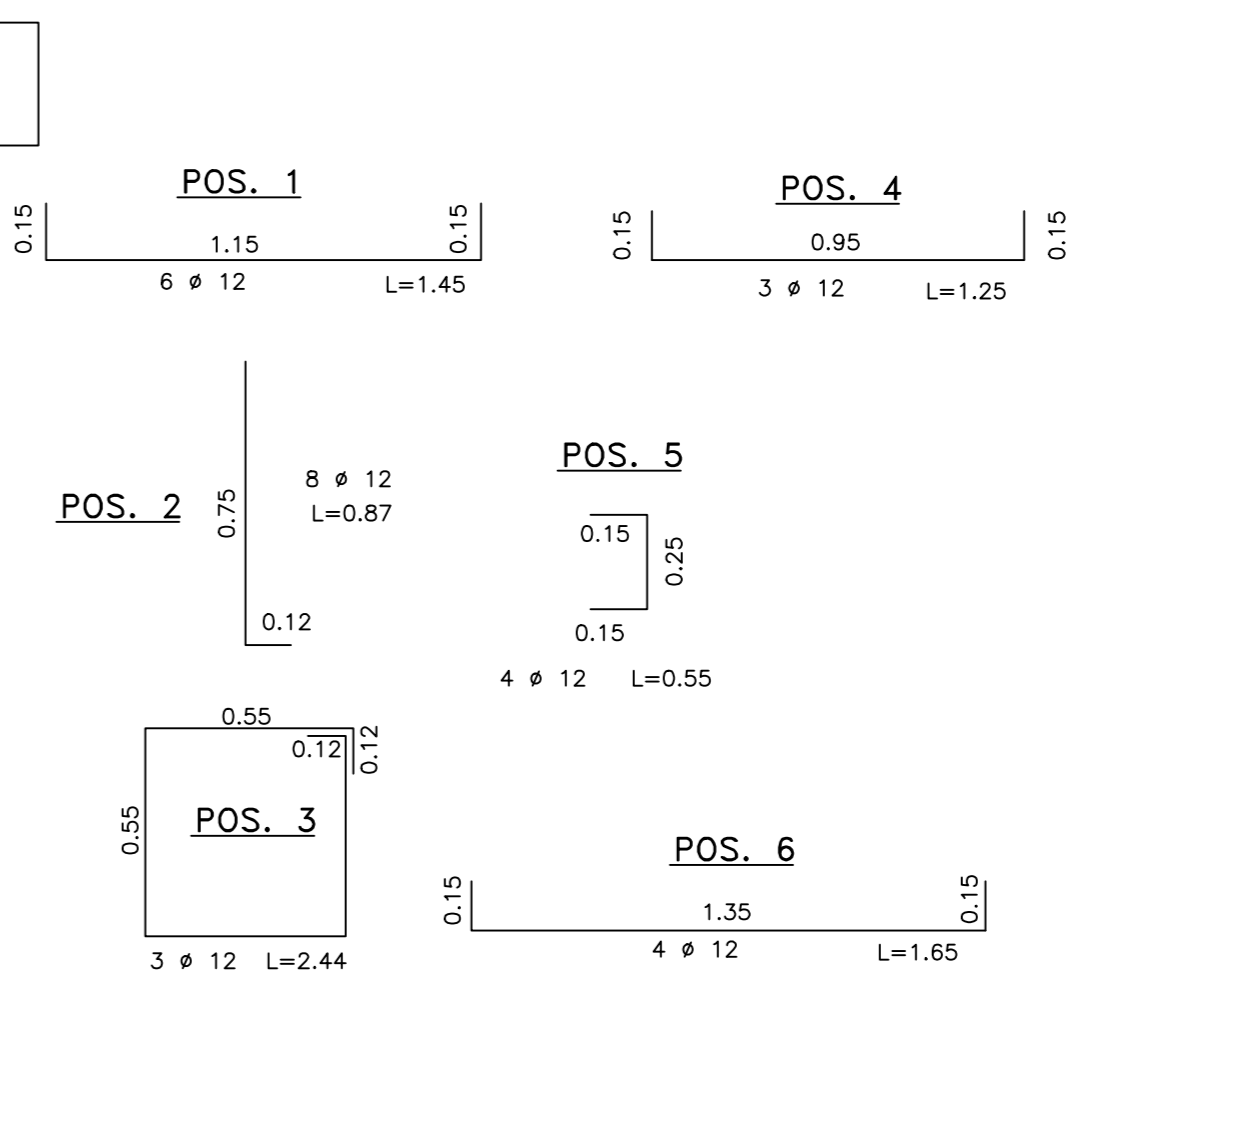 POS. 1
0.15
1.15
0.15
6 ø 12
L=1.45
POS. 4
0.15
0.95
0.15
3 ø 12
L=1.25
POS. 2
0.75
8 ø 12
L=0.87
0.12
POS. 5
0.15
0.25
0.15
4 ø 12
L=0.55
0.55
0.12
0.12
0.55
POS. 3
3 ø 12
L=2.44
POS. 6
0.15
1.35
0.15
4 ø 12
L=1.65